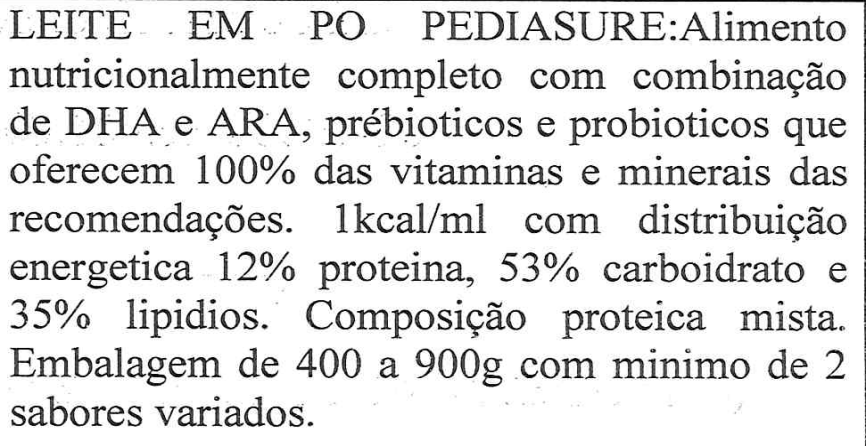 LEITE EM PO PEDIASURE:Alimento
nutricionalmente completo com combinação
de DHA e ARA, prébioticos e probioticos que
oferecem 100% das vitaminas e minerais das
recomendações. 1kcal/ml com distribuição
energetica 12% proteina, 53% carboidrato e
35% lipidios. Composição proteica mista.
Embalagem de 400 a 900g com minimo de 2
sabores variados.